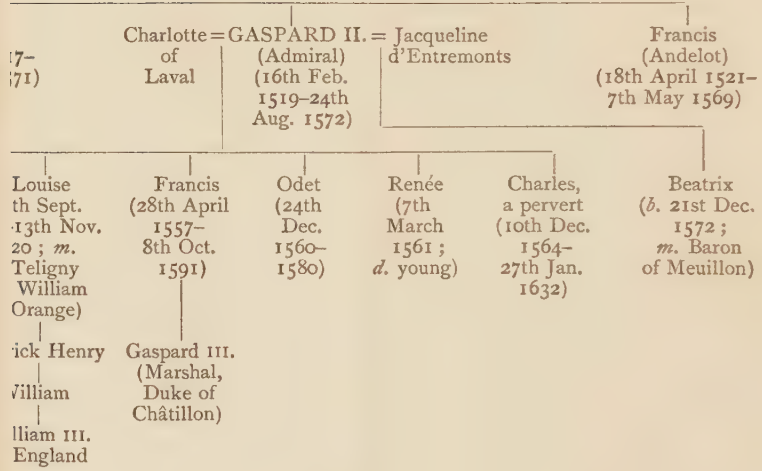 Charlotte = GASPARD II. = Jacqueline Francis
17– of (Admiral) d'Entremonts (Andelot)
571) Laval (16th Feb. (18th April 1521–
1519–24th 7th May 1569)
Aug. 1572)
Louise Francis Odet Renée Charles, Beatrix
th Sept. (28th April (24th (7th a pervert (b. 21st Dec.
13th Nov. 1557– Dec. March (10th Dec. 1572 ;
20 ; m. 8th Oct. 1560– 1561 ; 1564– m. Baron
Teligny 1591) 1580) d. young) 27th Jan. of Meuillon)
William 1632)
Orange)
ick Henry Gaspard III.
(Marshal,
illiam Duke of
Châtillon)
lliam III.
England